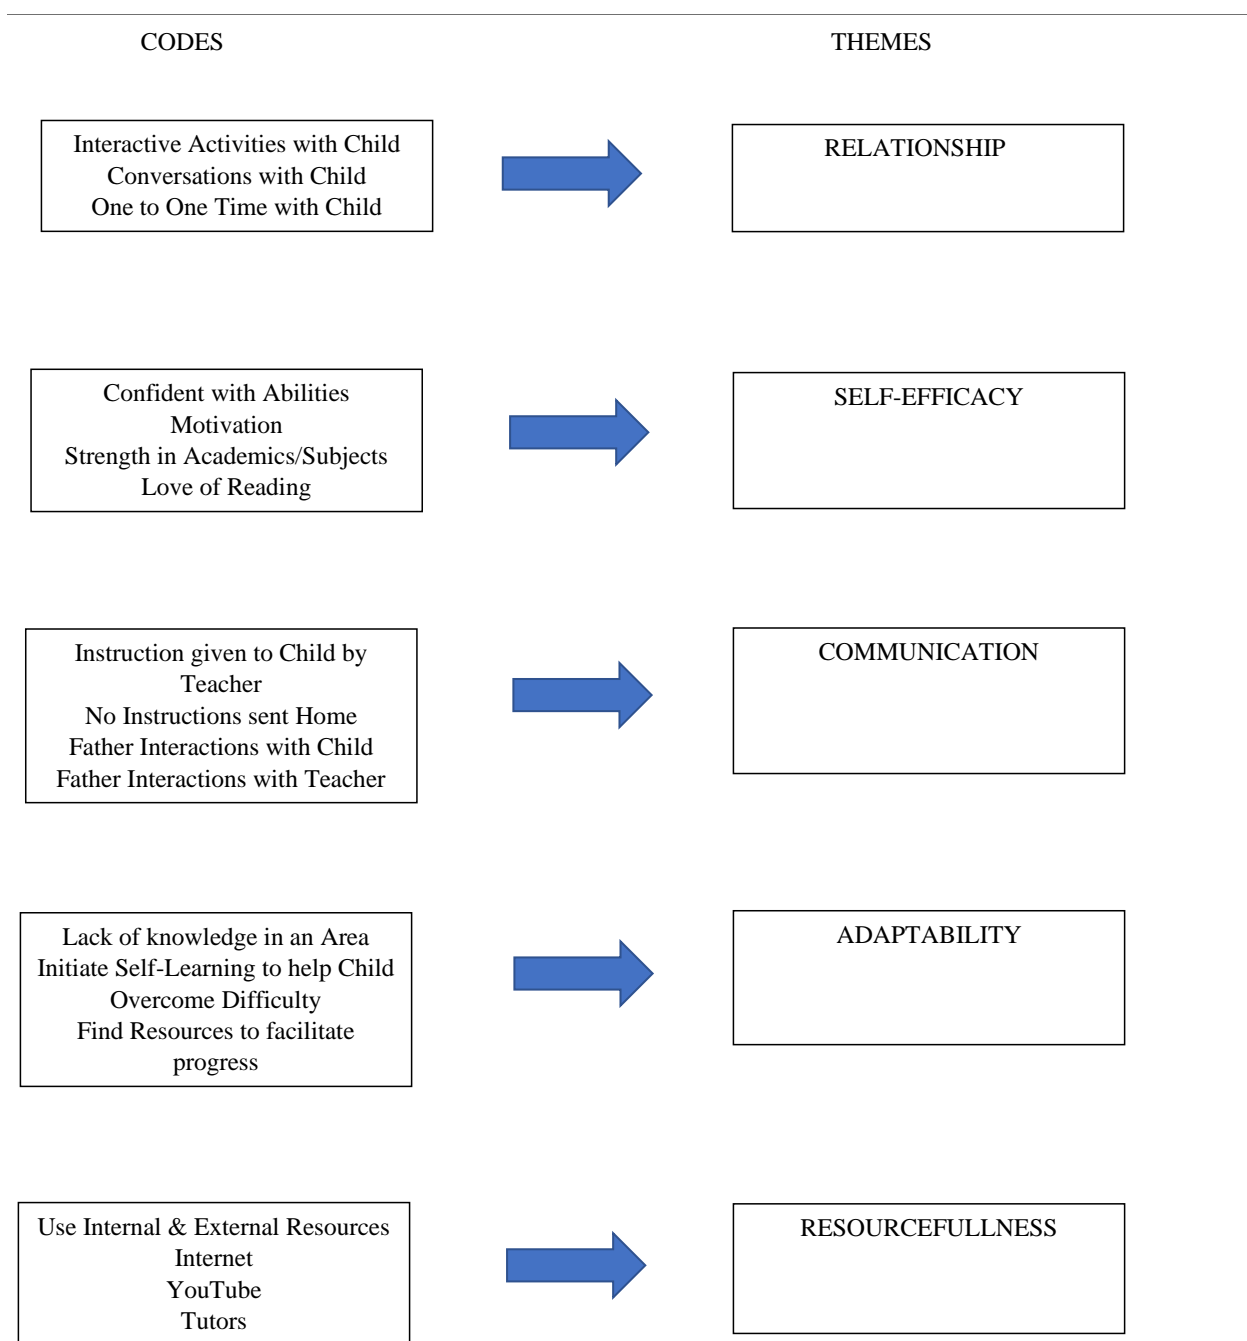 CODES
THEMES
Interactive Activities with Child
Conversations with Child
One to One Time with Child
RELATIONSHIP
Confident with Abilities
Motivation
Strength in Academics/Subjects
Love of Reading
SELF-EFFICACY
Instruction given to Child by
Teacher
No Instructions sent Home
Father Interactions with Child
Father Interactions with Teacher
COMMUNICATION
Lack of knowledge in an Area
Initiate Self-Learning to help Child
Overcome Difficulty
Find Resources to facilitate
progress
ADAPTABILITY
Use Internal & External Resources
Internet
YouTube
Tutors
RESOURCEFULLNESS